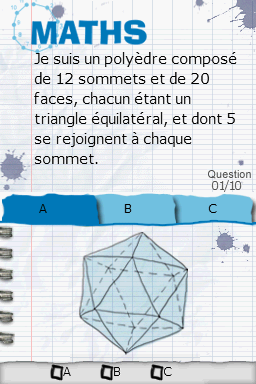 MATHS
Je suis un polyèdre composé
de 12 sommets et de 20
faces, chacun étant un
triangle équilatéral, et dont 5
se rejoignent à chaque
sommet.
Question
01/10
A B C
A B C